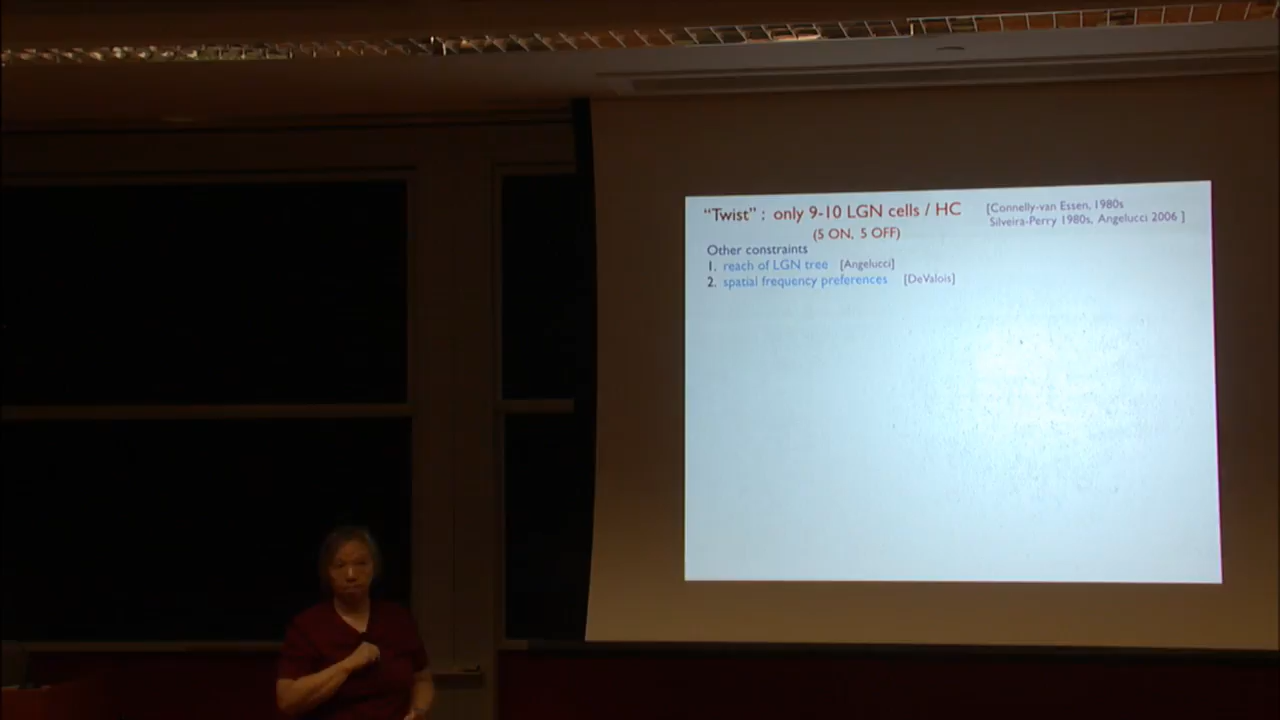 "Twist" : only 9-10 LGN cells / HC [Connelly-van Essen, 1980s
Silveira-Perry 1980s, Angelucci 2006 ]
(5 ON, 5 OFF)
Other constraints
1. reach of LGN tree [Angelucci]
2. spatial frequency preferences [DeValois]